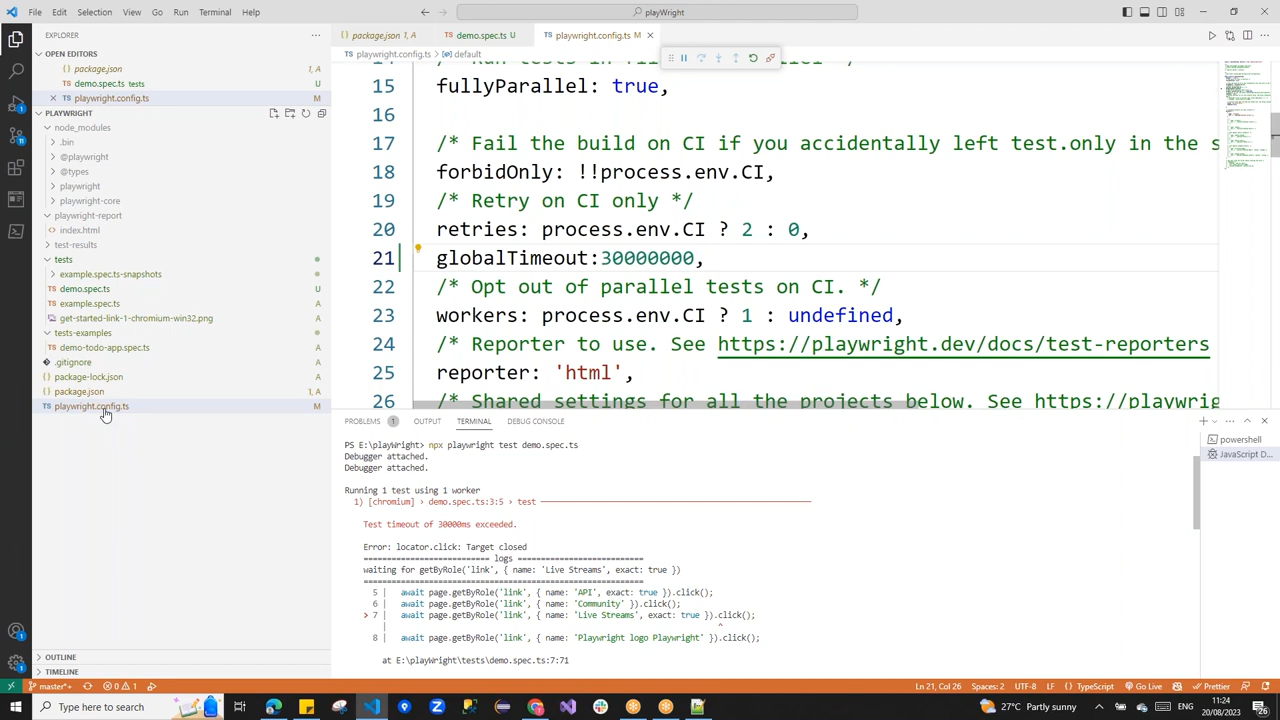 File Edit Selection View Go Run Terminal Help
playWright
EXPLORER
OPEN EDITORS
package.json 1, A
demo.spec.ts tests U
playwright.config.ts M
PLAYWRIGHT
node_modules
.bin
@playwright
@types
playwright
playwright-core
playwright-report
index.html
test-results
tests
example.spec.ts-snapshots
demo.spec.ts U
example.spec.ts A
get-started-link-1-chromium-win32.png A
tests-examples
demo-todo-app.spec.ts A
.gitignore A
package-lock.json A
package.json 1, A
playwright.config.ts M
OUTLINE
TIMELINE
package.json 1, A
demo.spec.ts U
playwright.config.ts M
playwright.config.ts > default
15 fullyParallel: true,
16
17 /* Fail the build on CI if you accidentally left test.only in the s
18 forbidOnly: !!process.env.CI,
19 /* Retry on CI only */
20 retries: process.env.CI ? 2 : 0,
21 globalTimeout:30000000,
22 /* Opt out of parallel tests on CI. */
23 workers: process.env.CI ? 1 : undefined,
24 /* Reporter to use. See https://playwright.dev/docs/test-reporters
25 reporter: 'html',
26 /* Shared settings for all the projects below. See https://playwrig
PROBLEMS 1 OUTPUT TERMINAL DEBUG CONSOLE
PS E:\playWright> npx playwright test demo.spec.ts
Debugger attached.
Debugger attached.
Running 1 test using 1 worker
1) [chromium] › demo.spec.ts:3:5 › test
Test timeout of 30000ms exceeded.
Error: locator.click: Target closed
=========================== logs ===========================
waiting for getByRole('link', { name: 'Live Streams', exact: true })
============================================================
5 | await page.getByRole('link', { name: 'API', exact: true }).click();
6 | await page.getByRole('link', { name: 'Community' }).click();
> 7 | await page.getByRole('link', { name: 'Live Streams', exact: true }).click();
| ^
8 | await page.getByRole('link', { name: 'Playwright logo Playwright' }).click();
at E:\playWright\tests\demo.spec.ts:7:71
powershell
JavaScript D...
master*+ 0 1 Ln 21, Col 26 Spaces: 2 UTF-8 LF { } TypeScript Go Live Prettier
Type here to search
27°C Partly sunny
ENG
11:24
20/08/2023
26